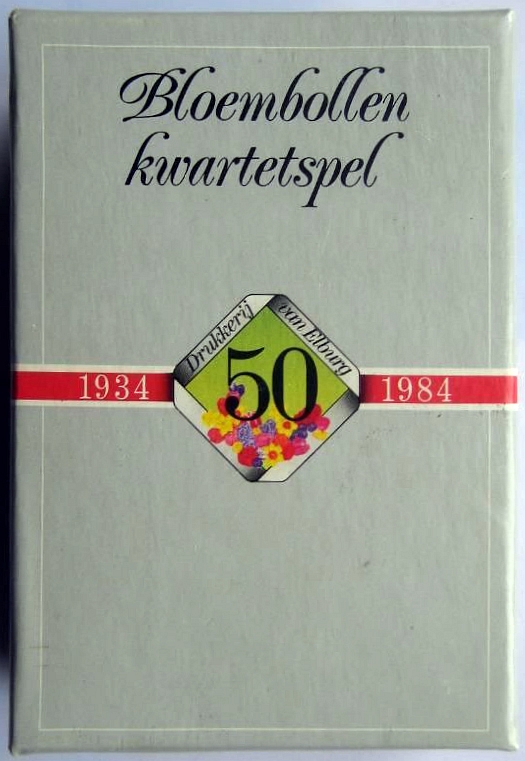 Bloembollen
kwartetspel
Drukkerij van Elburg
50
1934
1984